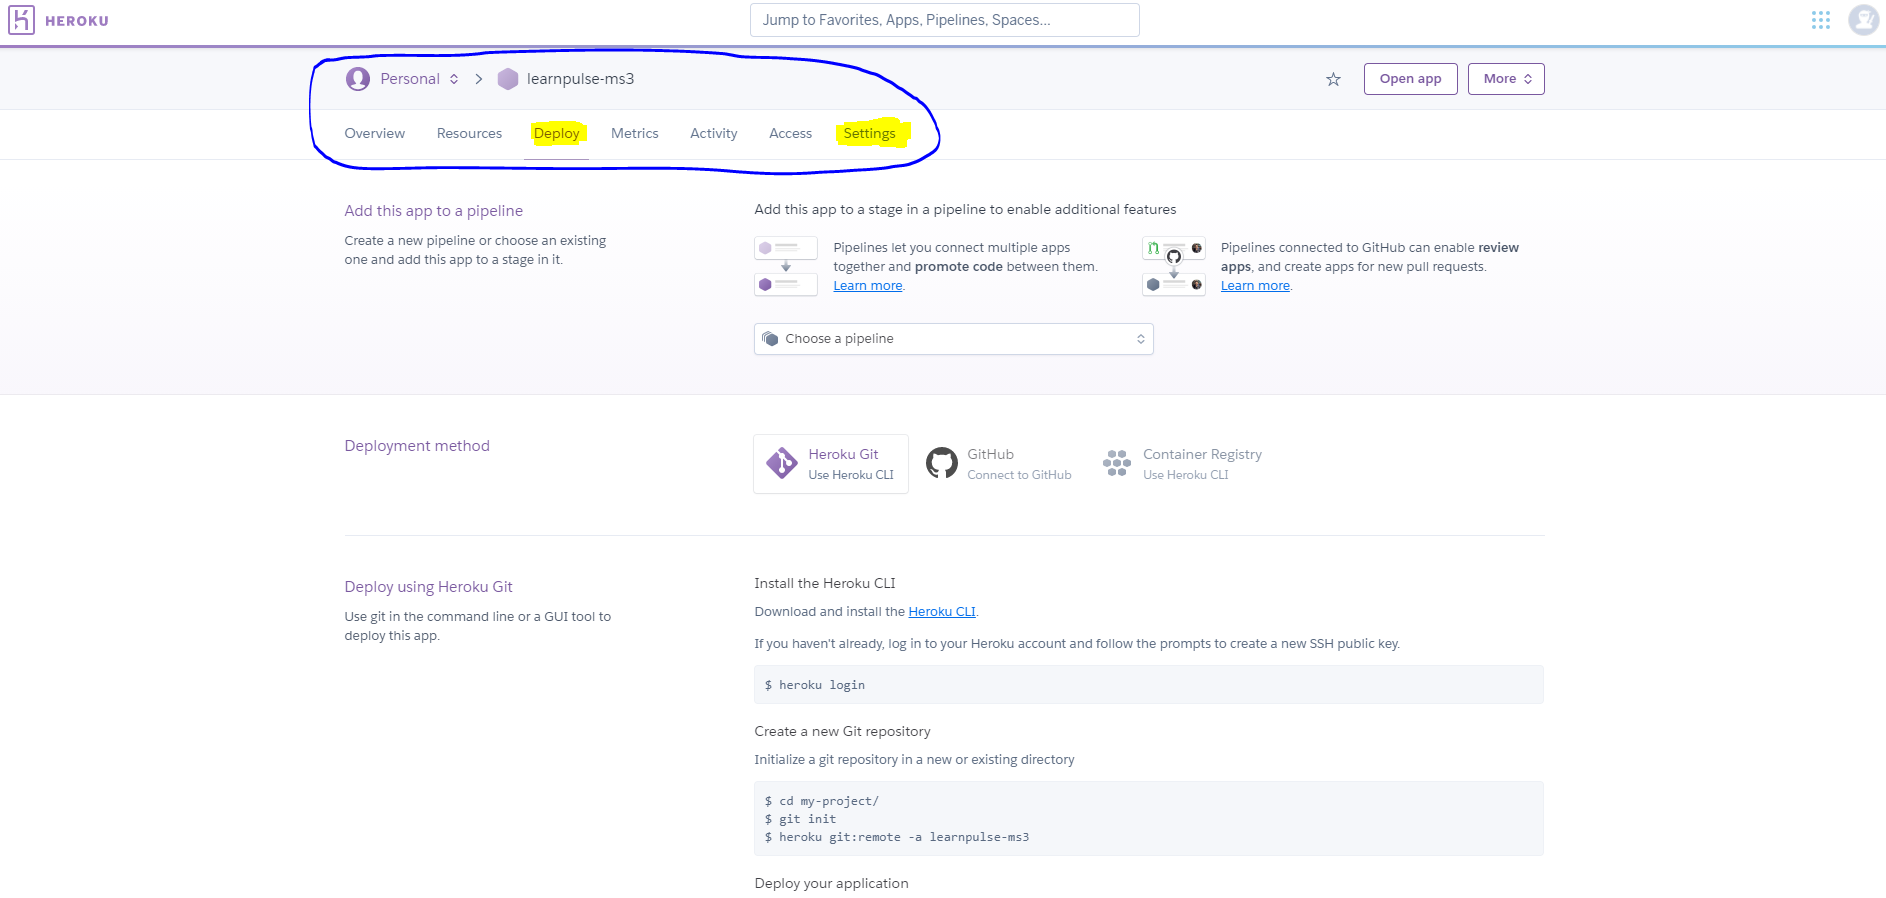 HEROKU
Jump to Favorites, Apps, Pipelines, Spaces...
Personal > learnpulse-ms3
Open app
More
Overview Resources Deploy Metrics Activity Access Settings
Add this app to a pipeline
Create a new pipeline or choose an existing
one and add this app to a stage in it.
Add this app to a stage in a pipeline to enable additional features
Pipelines let you connect multiple apps
together and promote code between them.
Learn more.
Pipelines connected to GitHub can enable review
apps, and create apps for new pull requests.
Learn more.
Choose a pipeline
Deployment method
Heroku Git
Use Heroku CLI
GitHub
Connect to GitHub
Container Registry
Use Heroku CLI
Deploy using Heroku Git
Use git in the command line or a GUI tool to
deploy this app.
Install the Heroku CLI
Download and install the Heroku CLI.
If you haven't already, log in to your Heroku account and follow the prompts to create a new SSH public key.
$ heroku login
Create a new Git repository
Initialize a git repository in a new or existing directory
$ cd my-project/
$ git init
$ heroku git:remote -a learnpulse-ms3
Deploy your application